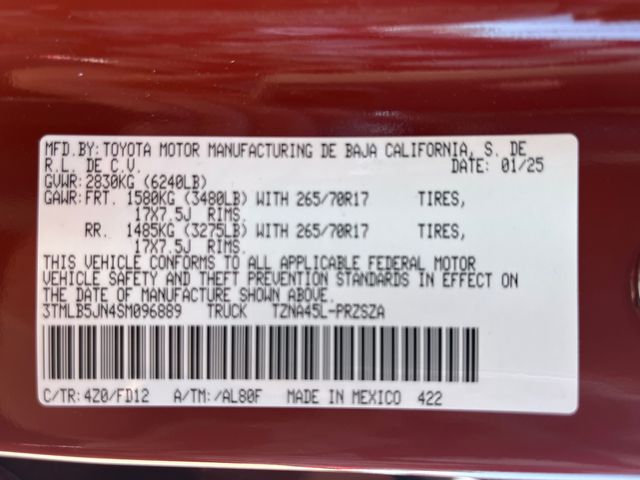 MFD.BY:TOYOTA MOTOR MANUFACTURING DE BAJA CALIFORNIA, S. DE
R.L. DE C.V. DATE: 01/25
GVWR: 2830KG (6240LB)
GAWR: FRT. 1580KG (3480LB) WITH 265/70R17 TIRES,
17X7.5J RIMS.
RR. 1485KG (3275LB) WITH 265/70R17 TIRES,
17X7.5J RIMS.
THIS VEHICLE CONFORMS TO ALL APPLICABLE FEDERAL MOTOR
VEHICLE SAFETY AND THEFT PREVENTION STANDARDS IN EFFECT ON
THE DATE OF MANUFACTURE SHOWN ABOVE.
3TMLB5JN4SM096889 TRUCK TZNA45L-PRZSZA
C/TR: 4Z0/FD12 A/TM: /AL80F MADE IN MEXICO 422